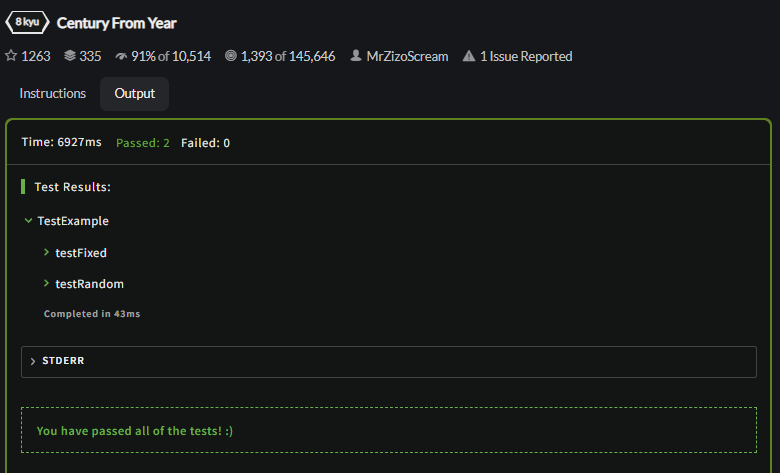 8 kyu Century From Year
1263 335 91% of 10,514 1,393 of 145,646 MrZizoScream 1 Issue Reported
Instructions Output
Time: 6927ms Passed: 2 Failed: 0
Test Results:
TestExample
testFixed
testRandom
Completed in 43ms
STDERR
You have passed all of the tests! :)